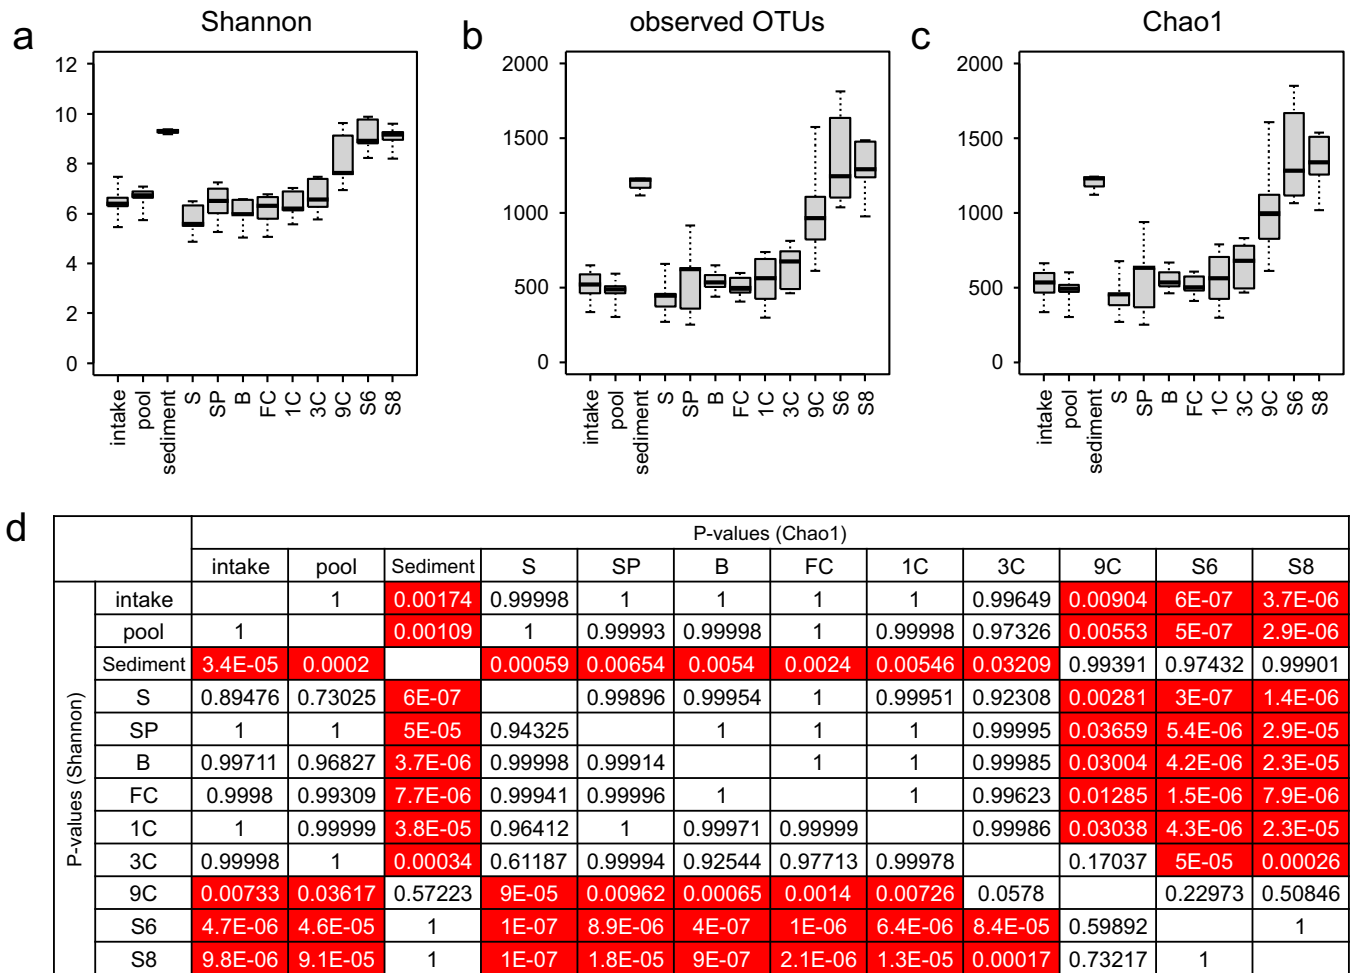 a
Shannon
12
10
8
6
4
2
0
intake
pool
sediment
S
SP
B
FC
1C
3C
9C
S6
S8
b
observed OTUs
2000
1500
1000
500
0
intake
pool
sediment
S
SP
B
FC
1C
3C
9C
S6
S8
c
Chao1
2000
1500
1000
500
0
intake
pool
sediment
S
SP
B
FC
1C
3C
9C
S6
S8
d
P-values (Chao1)
intake pool Sediment S SP B FC 1C 3C 9C S6 S8
P-values (Shannon)
intake 1 0.00174 0.99998 1 1 1 1 0.99649 0.00904 6E-07 3.7E-06
pool 1 0.00109 1 0.99993 0.99998 1 0.99998 0.97326 0.00553 5E-07 2.9E-06
Sediment 3.4E-05 0.0002 0.00059 0.00654 0.0054 0.0024 0.00546 0.03209 0.99391 0.97432 0.99901
S 0.89476 0.73025 6E-07 0.99896 0.99954 1 0.99951 0.92308 0.00281 3E-07 1.4E-06
SP 1 1 5E-05 0.94325 1 1 1 0.99995 0.03659 5.4E-06 2.9E-05
B 0.99711 0.96827 3.7E-06 0.99998 0.99914 1 1 0.99985 0.03004 4.2E-06 2.3E-05
FC 0.9998 0.99309 7.7E-06 0.99941 0.99996 1 1 0.99623 0.01285 1.5E-06 7.9E-06
1C 1 0.99999 3.8E-05 0.96412 1 0.99971 0.99999 0.99986 0.03038 4.3E-06 2.3E-05
3C 0.99998 1 0.00034 0.61187 0.99994 0.92544 0.97713 0.99978 0.17037 5E-05 0.00026
9C 0.00733 0.03617 0.57223 9E-05 0.00962 0.00065 0.0014 0.00726 0.0578 0.22973 0.50846
S6 4.7E-06 4.6E-05 1 1E-07 8.9E-06 4E-07 1E-06 6.4E-06 8.4E-05 0.59892 1
S8 9.8E-06 9.1E-05 1 1E-07 1.8E-05 9E-07 2.1E-06 1.3E-05 0.00017 0.73217 1